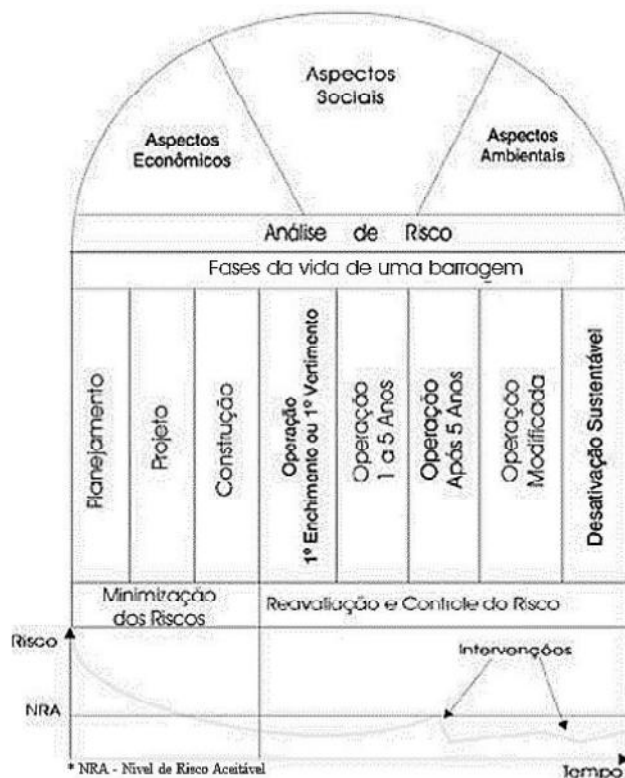 Aspectos
Sociais
Aspectos
Econômicos
Aspectos
Ambientais
Análise de Risco
Fases da vida de uma barragem
Planejamento
Projeto
Construção
Operação
1º Enchimento ou 1º Vertimento
Operação
1 a 5 Anos
Operação
Após 5 Anos
Operação
Modificada
Desativação Sustentável
Minimização
dos Riscos
Reavaliação e Controle do Risco
Risco
Intervenções
NRA
* NRA - Nivel de Risco Aceitável
Tempo